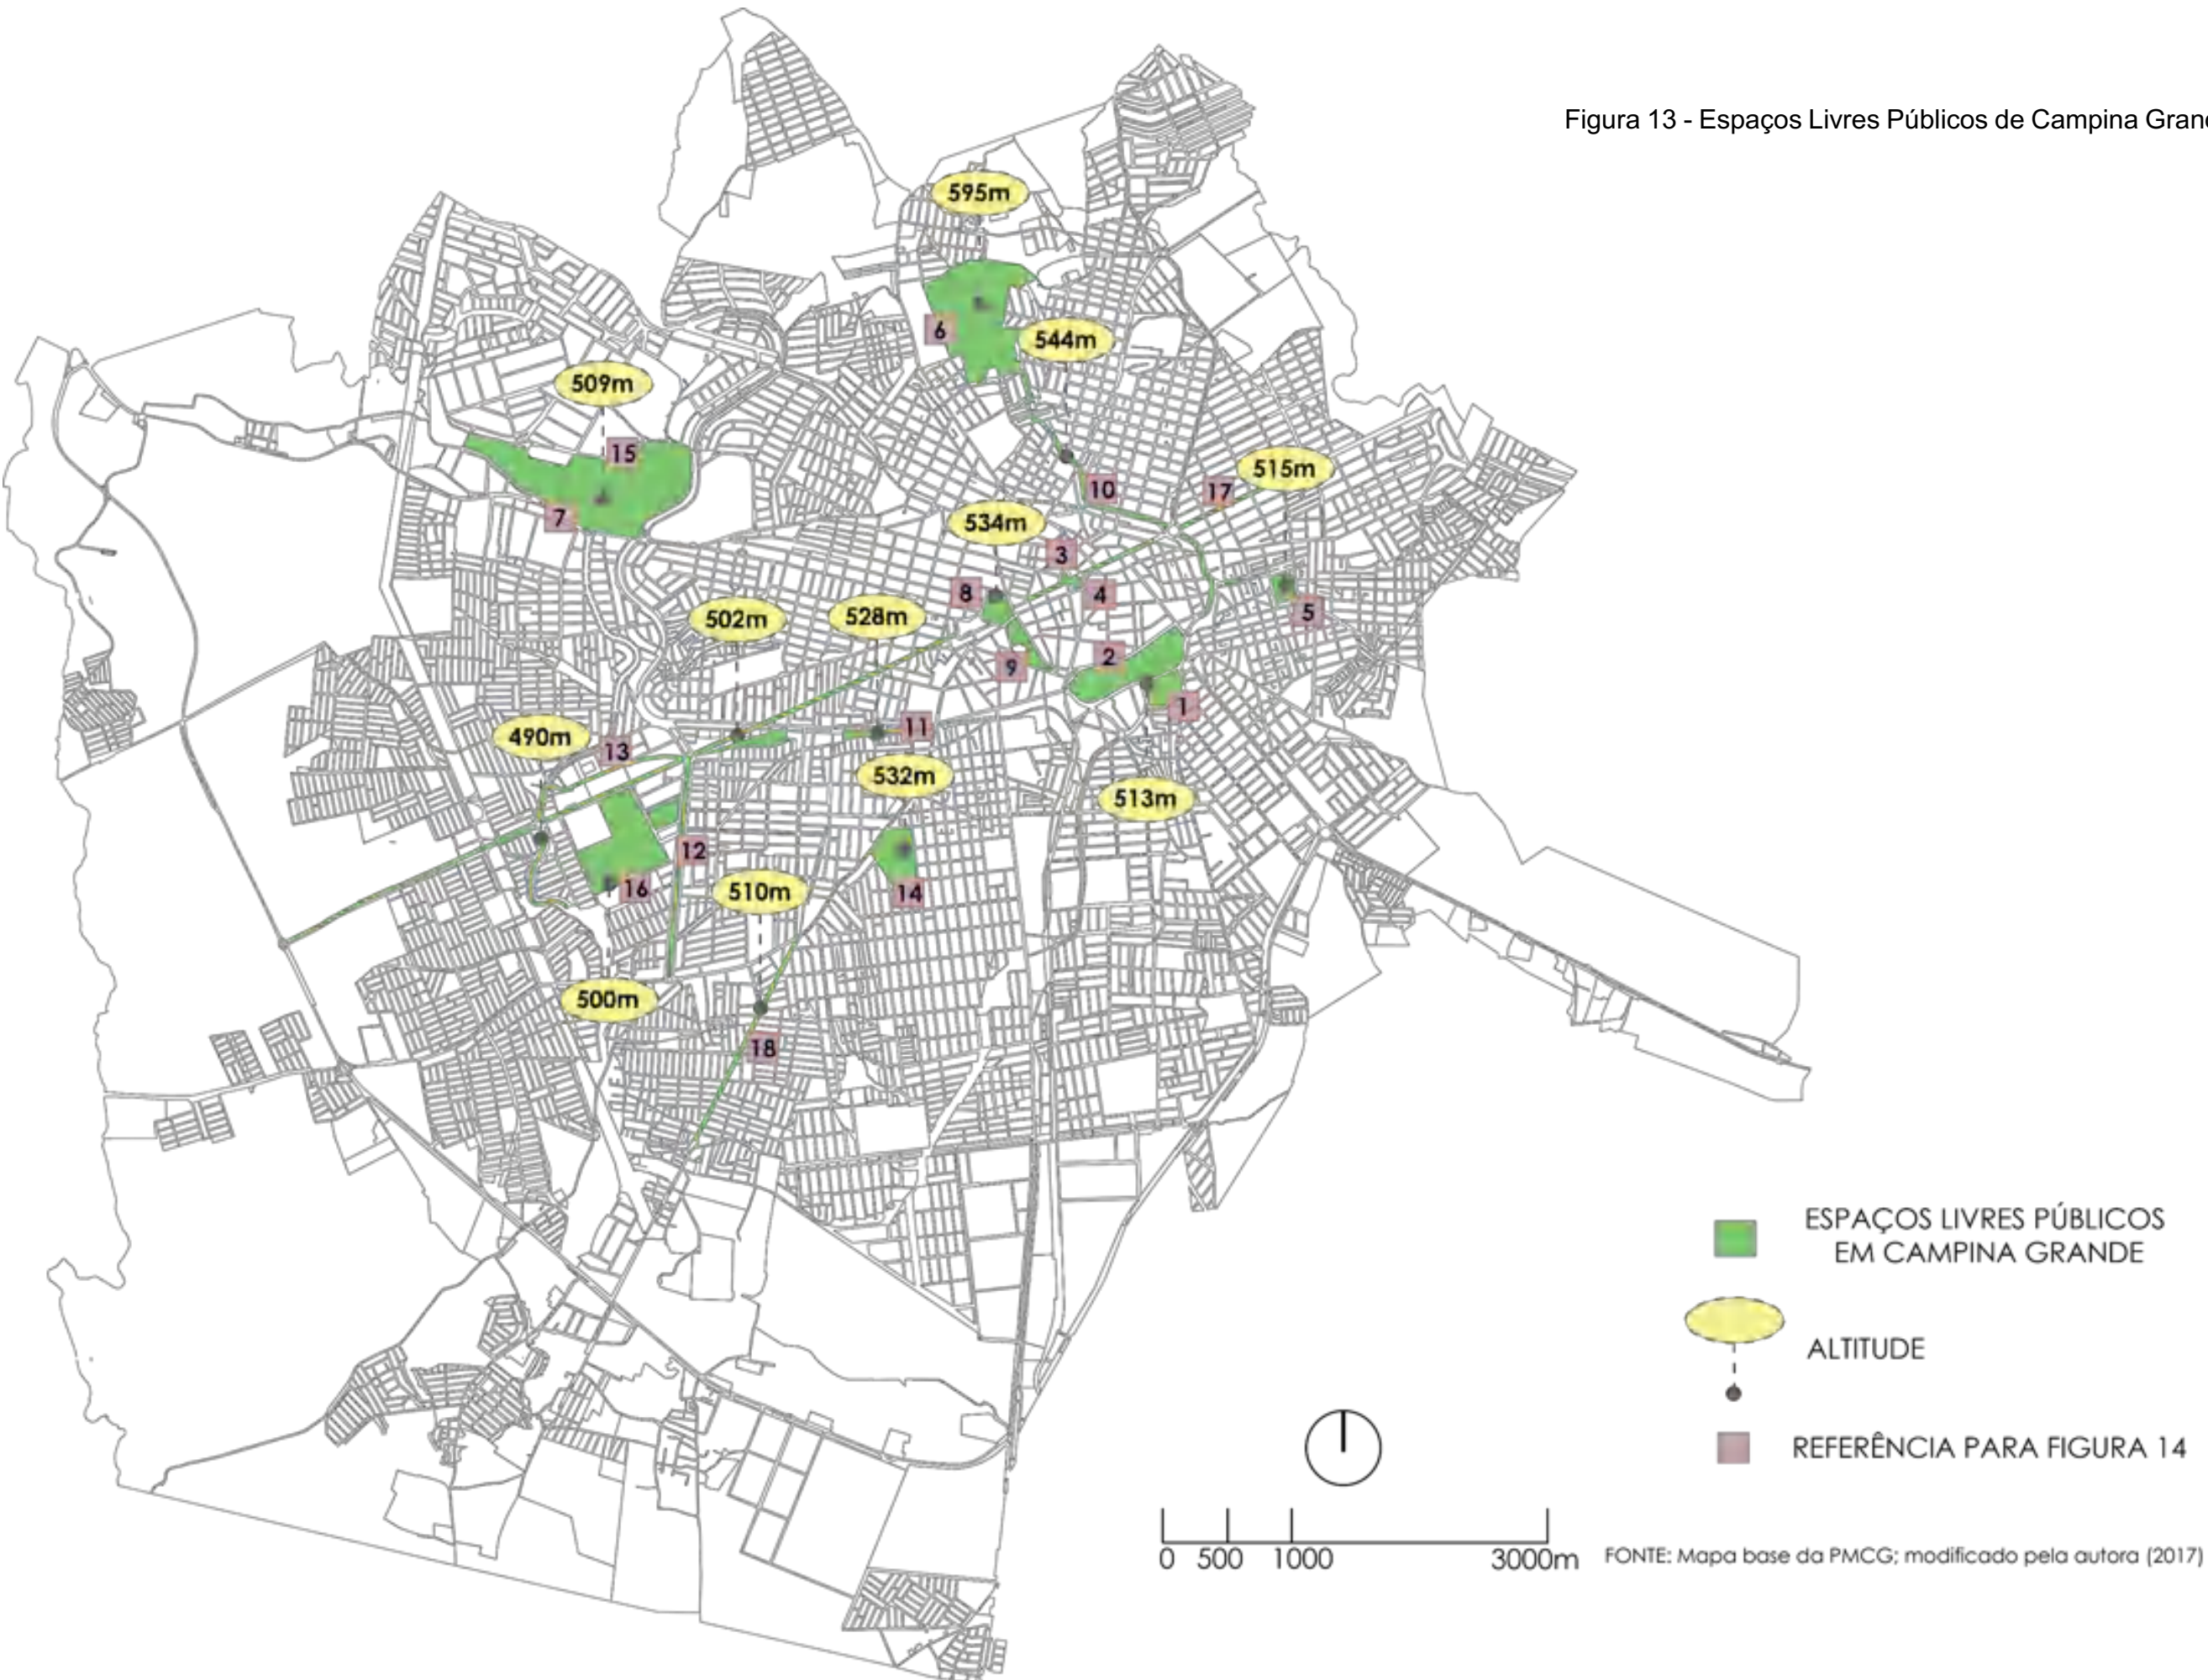 Figura 13 - Espaços Livres Públicos de Campina Gran
595m
6
544m
509m
15
7
515m
10
17
534m
3
8
4
5
502m
528m
9
2
1
490m
13
11
532m
513m
12
16
510m
14
500m
18
ESPAÇOS LIVRES PÚBLICOS
EM CAMPINA GRANDE
ALTITUDE
REFERÊNCIA PARA FIGURA 14
0 500 1000 3000m
FONTE: Mapa base da PMCG; modificado pela autora (2017)